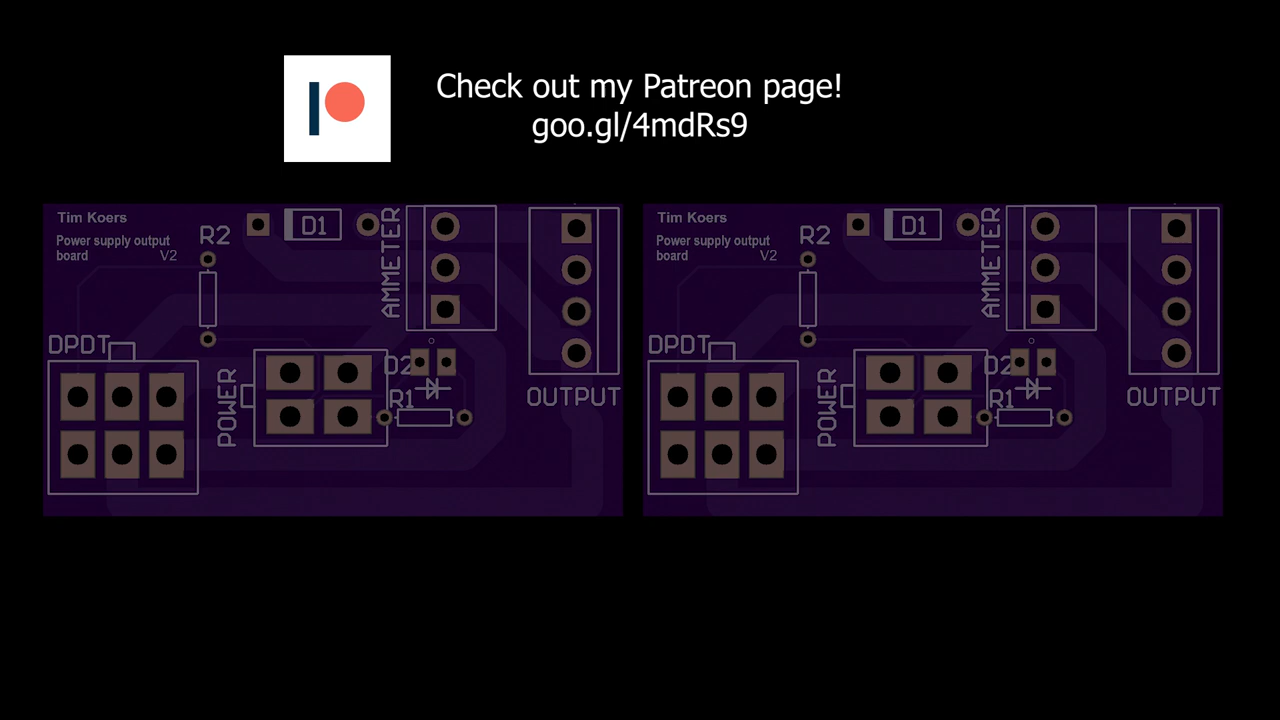 Check out my Patreon page!
goo.gl/4mdRs9
Tim Koers
Power supply output
board V2
R2
D1
AMMETER
DPDT
POWER
D2
R1
OUTPUT
Tim Koers
Power supply output
board V2
R2
D1
AMMETER
DPDT
POWER
D2
R1
OUTPUT